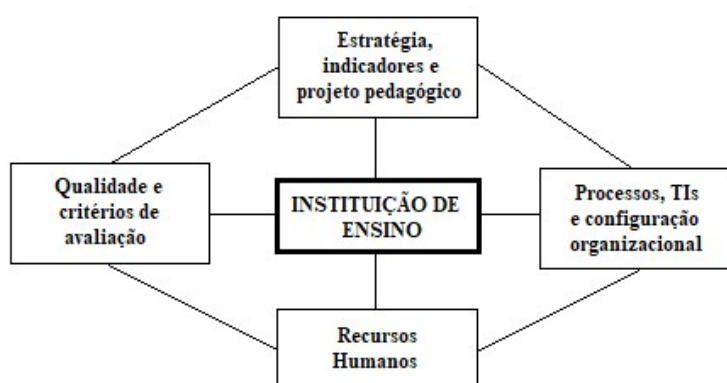 Estratégia,
indicadores e
projeto pedagógico
Qualidade e
critérios de
avaliação
INSTITUIÇÃO DE
ENSINO
Processos, TIs
e configuração
organizacional
Recursos
Humanos